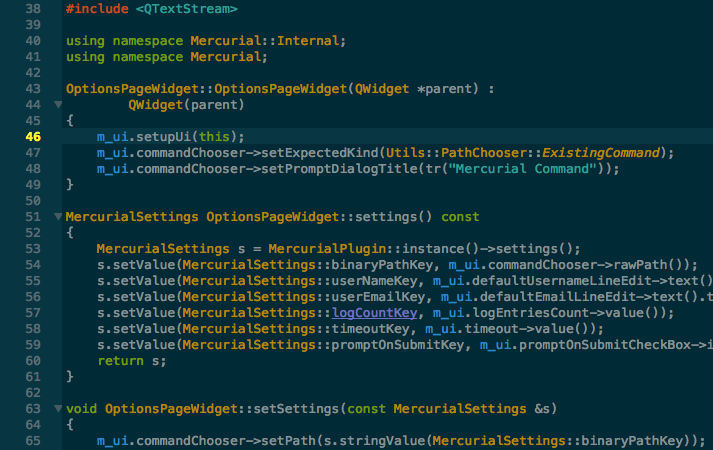 38 #include <QTextStream>
39
40 using namespace Mercurial::Internal;
41 using namespace Mercurial;
42
43 OptionsPageWidget::OptionsPageWidget(QWidget *parent) :
44         QWidget(parent)
45 {
46     m_ui.setupUi(this);
47     m_ui.commandChooser->setExpectedKind(Utils::PathChooser::ExistingCommand);
48     m_ui.commandChooser->setPromptDialogTitle(tr("Mercurial Command"));
49 }
50
51 MercurialSettings OptionsPageWidget::settings() const
52 {
53     MercurialSettings s = MercurialPlugin::instance()->settings();
54     s.setValue(MercurialSettings::binaryPathKey, m_ui.commandChooser->rawPath());
55     s.setValue(MercurialSettings::userNameKey, m_ui.defaultUsernameLineEdit->text()
56     s.setValue(MercurialSettings::userEmailKey, m_ui.defaultEmailLineEdit->text().t
57     s.setValue(MercurialSettings::logCountKey, m_ui.logEntriesCount->value());
58     s.setValue(MercurialSettings::timeoutKey, m_ui.timeout->value());
59     s.setValue(MercurialSettings::promptOnSubmitKey, m_ui.promptOnSubmitCheckBox->i
60     return s;
61 }
62
63 void OptionsPageWidget::setSettings(const MercurialSettings &s)
64 {
65     m_ui.commandChooser->setPath(s.stringValue(MercurialSettings::binaryPathKey));